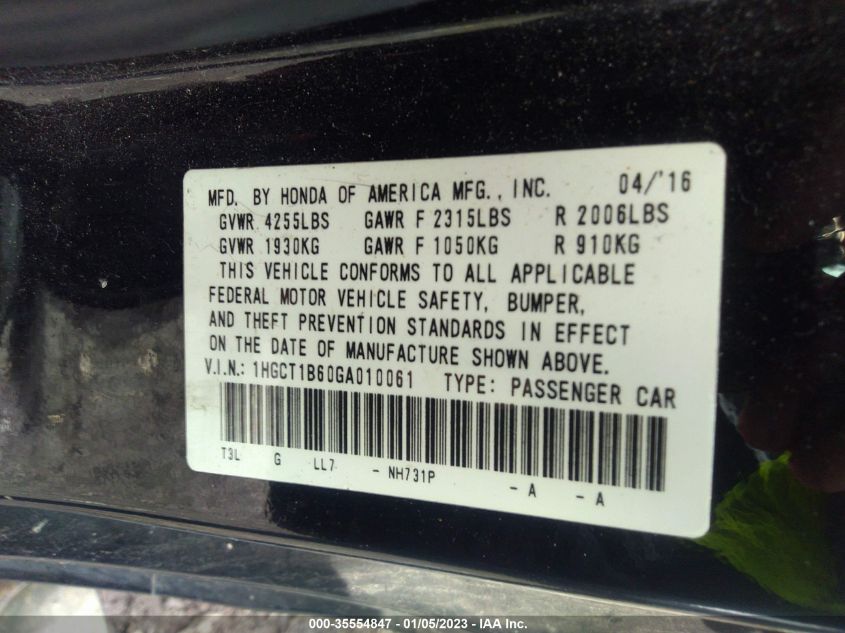 MFD. BY HONDA OF AMERICA MFG., INC. 04/'16
GVWR 4255LBS GAWR F 2315LBS R 2006LBS
GVWR 1930KG GAWR F 1050KG R 910KG
THIS VEHICLE CONFORMS TO ALL APPLICABLE
FEDERAL MOTOR VEHICLE SAFETY, BUMPER,
AND THEFT PREVENTION STANDARDS IN EFFECT
ON THE DATE OF MANUFACTURE SHOWN ABOVE.
V.I.N.: 1HGCT1B60GA010061 TYPE: PASSENGER CAR
T3L G LL7 - NH731P - A - A
000-35554847 - 01/05/2023 - IAA Inc.